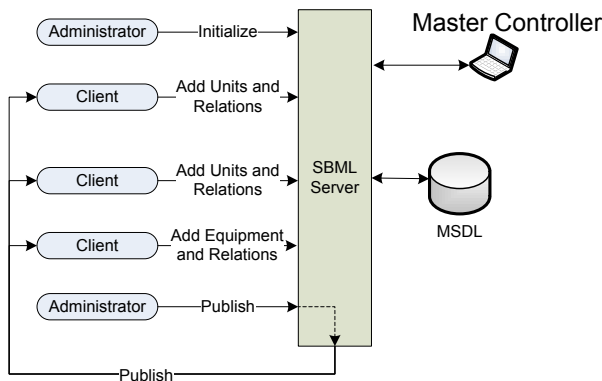 Master Controller
Administrator
Initialize
Client
Add Units and
Relations
SBML
Server
Client
Add Units and
Relations
MSDL
Client
Add Equipment
and Relations
Administrator
Publish
Publish